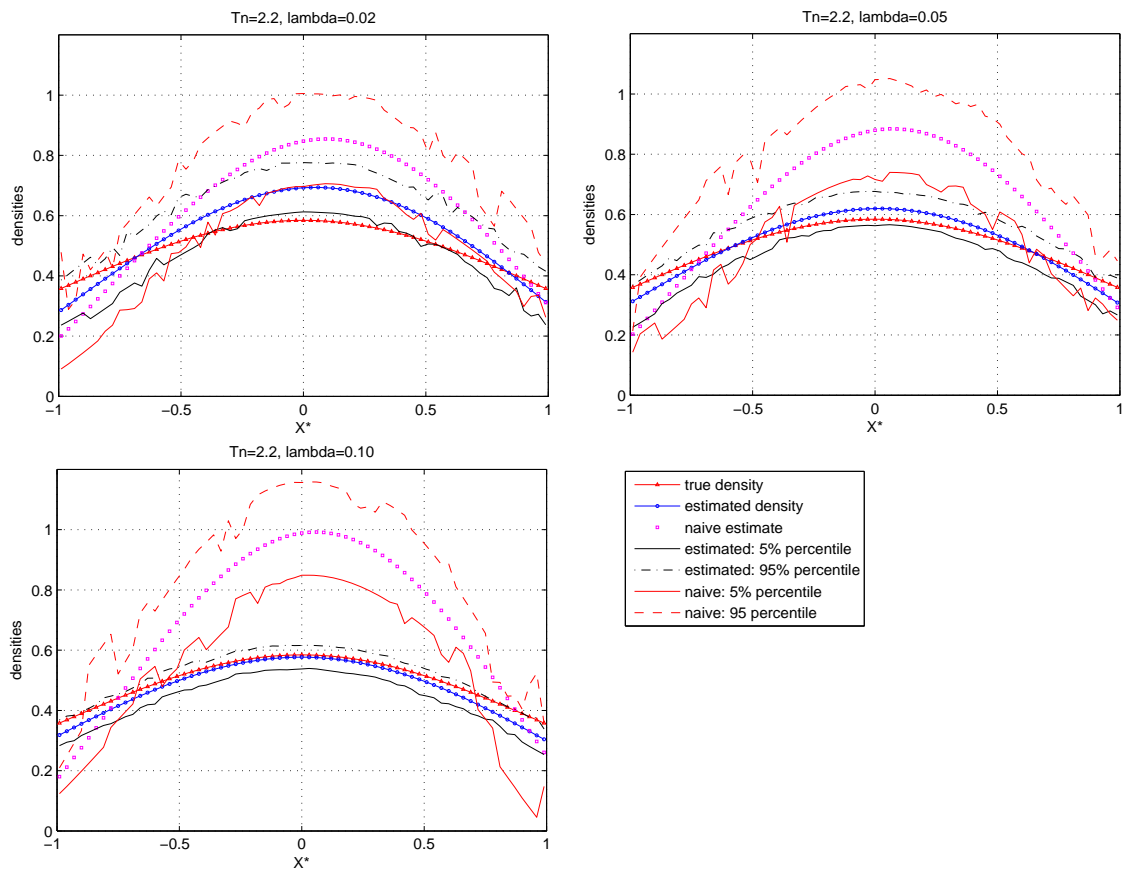 Tn=2.2, lambda=0.02
densities
1
0.8
0.6
0.4
0.2
0
−1
−0.5
0
0.5
1
X*
Tn=2.2, lambda=0.05
densities
1
0.8
0.6
0.4
0.2
0
−1
−0.5
0
0.5
1
X*
Tn=2.2, lambda=0.10
densities
1
0.8
0.6
0.4
0.2
0
−1
−0.5
0
0.5
1
X*
true density
estimated density
naive estimate
estimated: 5% percentile
estimated: 95% percentile
naive: 5% percentile
naive: 95 percentile